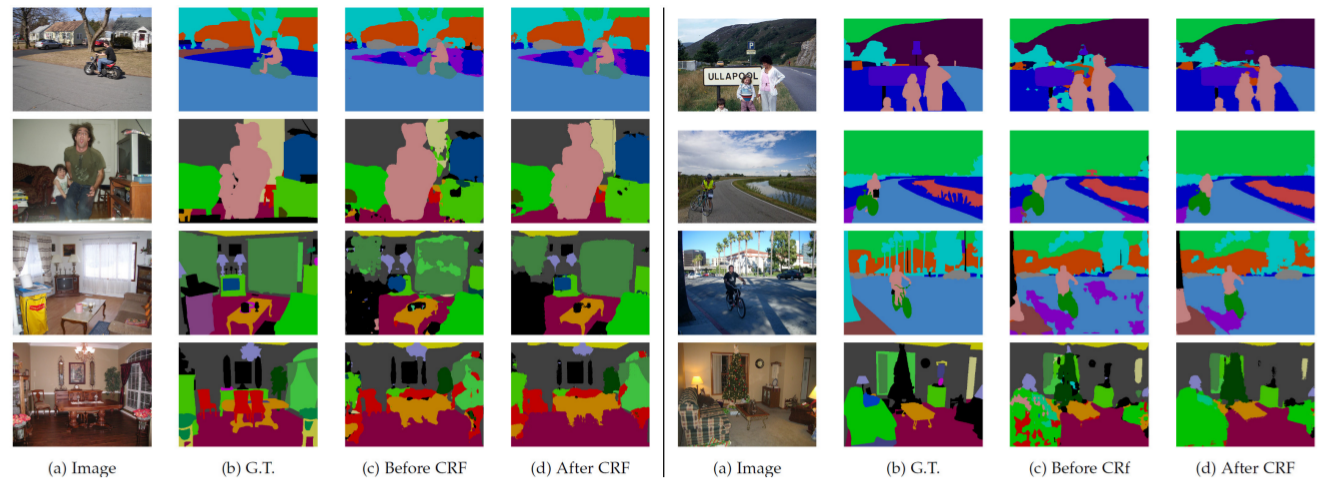 ULLAPOOL
P
(a) Image
(b) G.T.
(c) Before CRF
(d) After CRF
(a) Image
(b) G.T.
(c) Before CRf
(d) After CRF